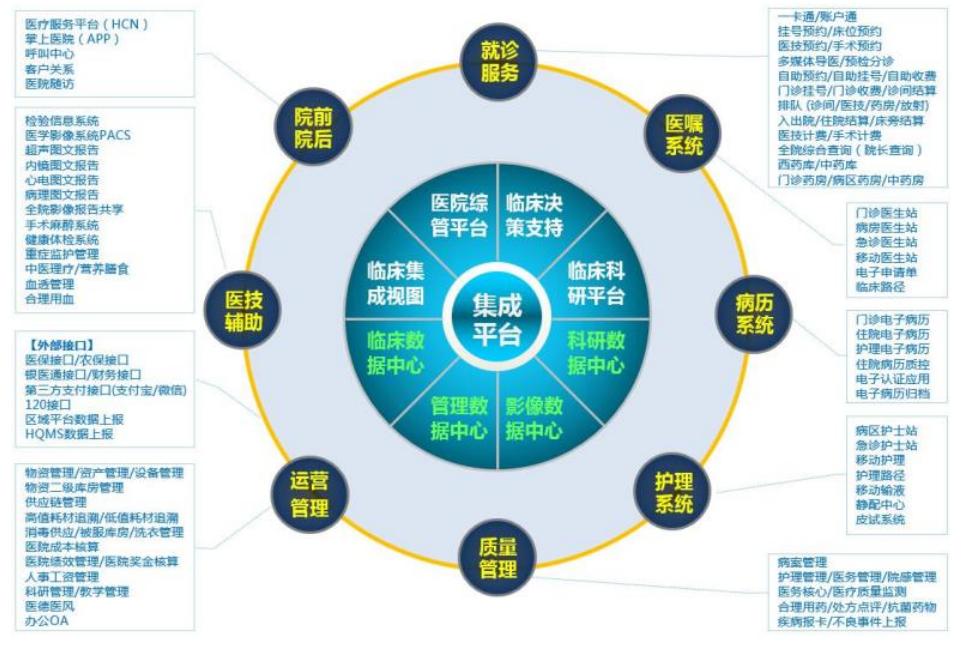 医疗服务平台（HCN）
掌上医院（APP）
呼叫中心
客户关系
医院随访
检验信息系统
医学影像系统PACS
超声图文报告
内镜图文报告
心电图文报告
病理图文报告
全院影像报告共享
手术麻醉系统
健康体检系统
重症监护管理
中医理疗/营养膳食
血透管理
合理用血
【外部接口】
医保接口/农保接口
银医通接口/财务接口
第三方支付接口(支付宝/微信)
120接口
区域平台数据上报
HQMS数据上报
物资管理/资产管理/设备管理
物资二级库房管理
供应链管理
高值耗材追溯/低值耗材追溯
消毒供应/被服库房/洗衣管理
医院成本核算
医院绩效管理/医院奖金核算
人事工资管理
科研管理/教学管理
医德医风
办公OA
就诊
服务
院前
院后
医嘱
系统
医技
辅助
病历
系统
运营
管理
护理
系统
质量
管理
医院综
管平台
临床决
策支持
临床集
成视图
临床科
研平台
集成
平台
临床数
据中心
科研数
据中心
管理数
据中心
影像数
据中心
一卡通/账户通
挂号预约/床位预约
医技预约/手术预约
多媒体导医/预检分诊
自助预约/自助挂号/自助收费
门诊挂号/门诊收费/诊间结算
排队 (诊间/医技/药房/放射)
入出院/住院结算/床旁结算
医技计费/手术计费
全院综合查询（院长查询）
西药库/中药库
门诊药房/病区药房/中药房
门诊医生站
病房医生站
急诊医生站
移动医生站
电子申请单
临床路径
门诊电子病历
住院电子病历
护理电子病历
住院病历质控
电子认证应用
电子病历归档
病区护士站
急诊护士站
移动护理
护理路径
移动输液
静配中心
皮试系统
病室管理
护理管理/医务管理/院感管理
医务核心/医疗质量监测
合理用药/处方点评/抗菌药物
疾病报卡/不良事件上报